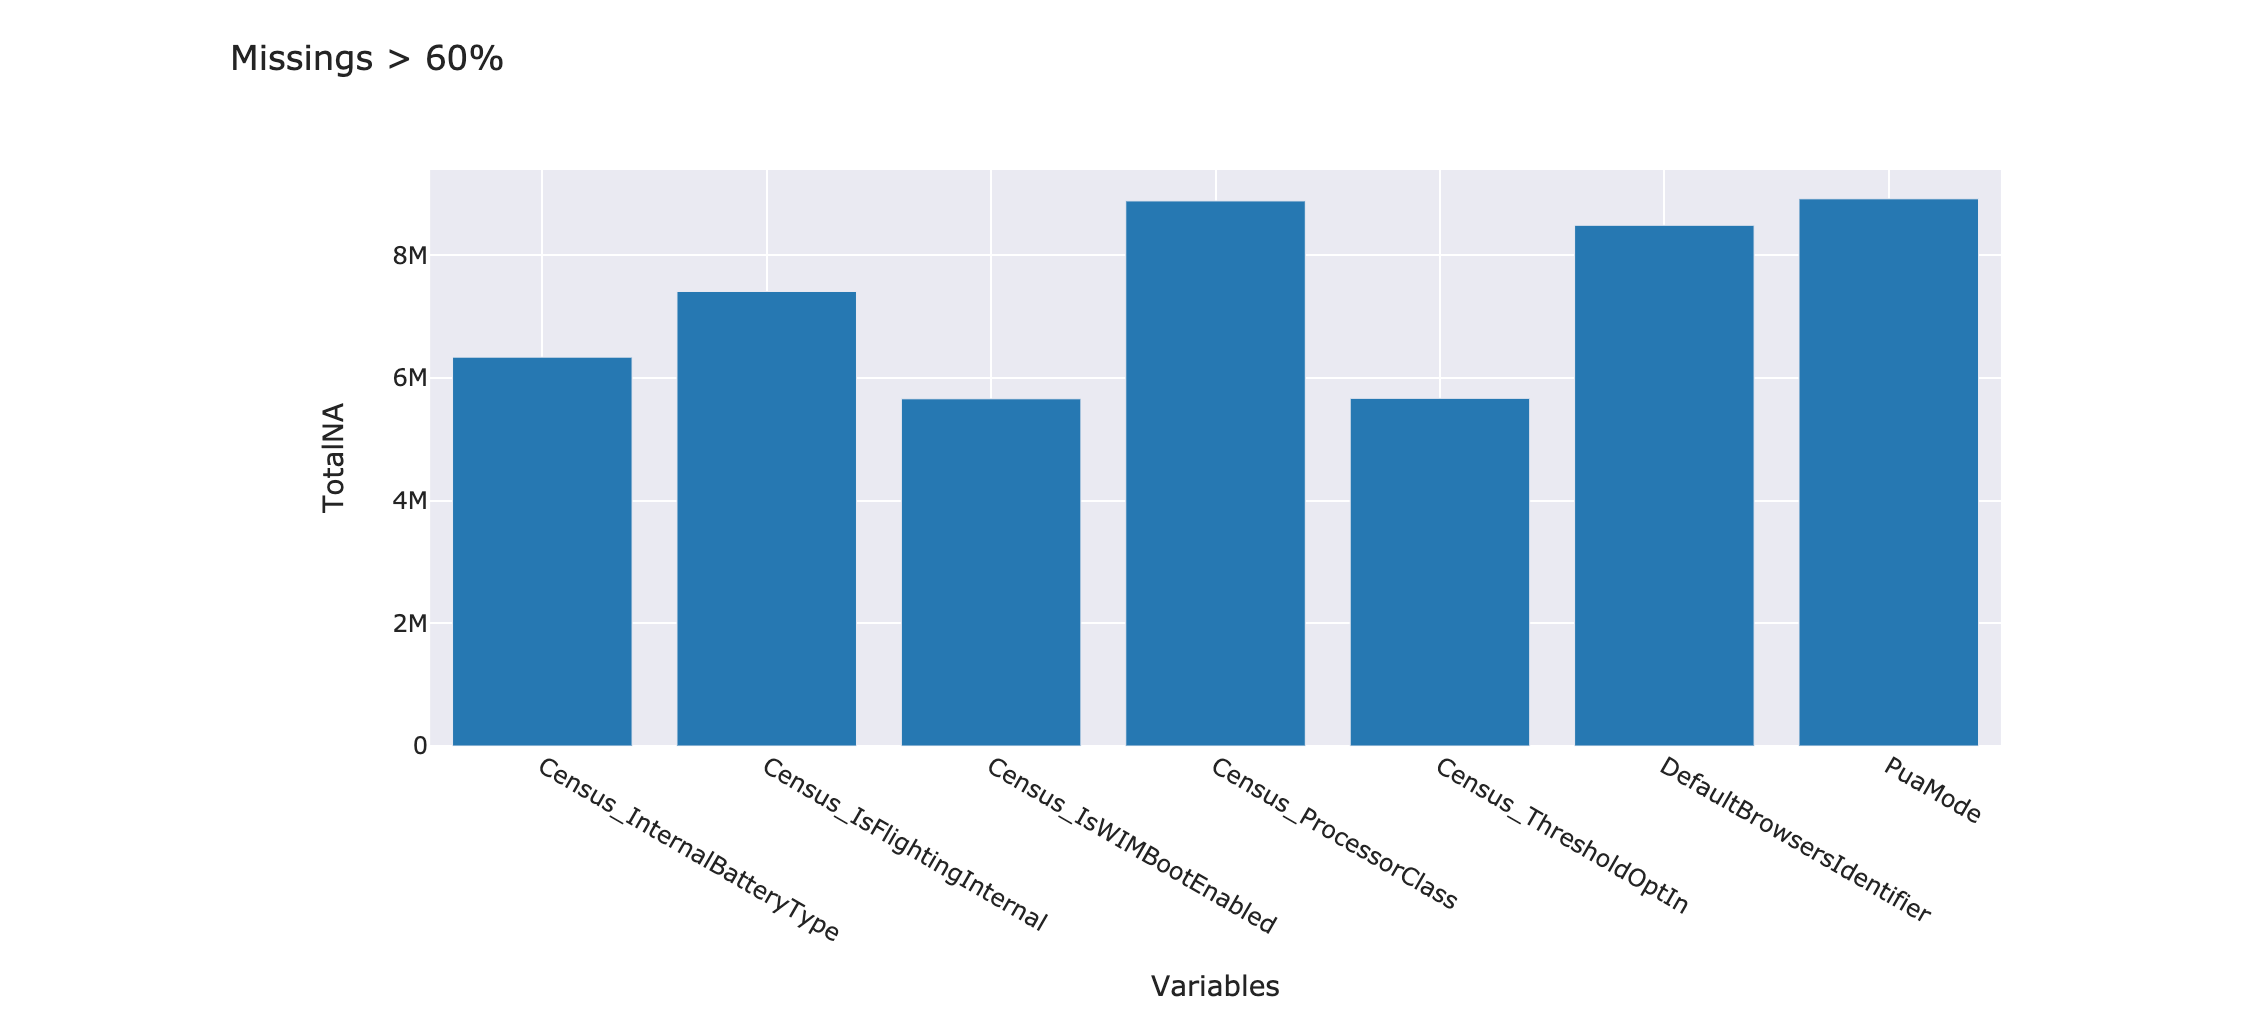 Missings > 60%
TotalNA
8M
6M
4M
2M
0
Census_InternalBatteryType
Census_IsFlightingInternal
Census_IsWIMBootEnabled
Census_ProcessorClass
Census_ThresholdOptIn
DefaultBrowsersIdentifier
PuaMode
Variables